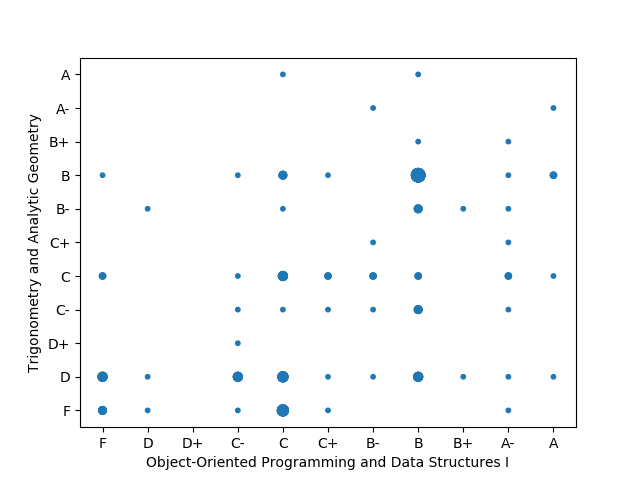 A
A-
B+
B
B-
C+
C
C-
D+
D
F
Trigonometry and Analytic Geometry
F D D+ C- C C+ B- B B+ A- A
Object-Oriented Programming and Data Structures I